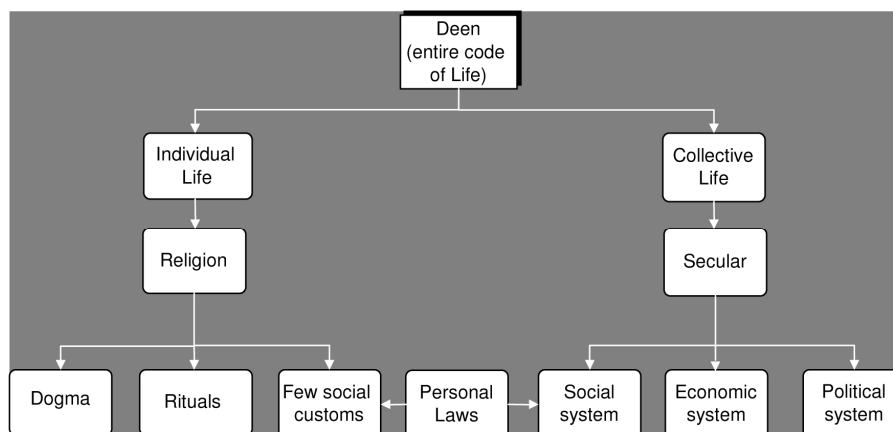 Deen
(entire code
of Life)
Individual
Life
Collective
Life
Religion
Secular
Dogma
Rituals
Few social
customs
Personal
Laws
Social
system
Economic
system
Political
system